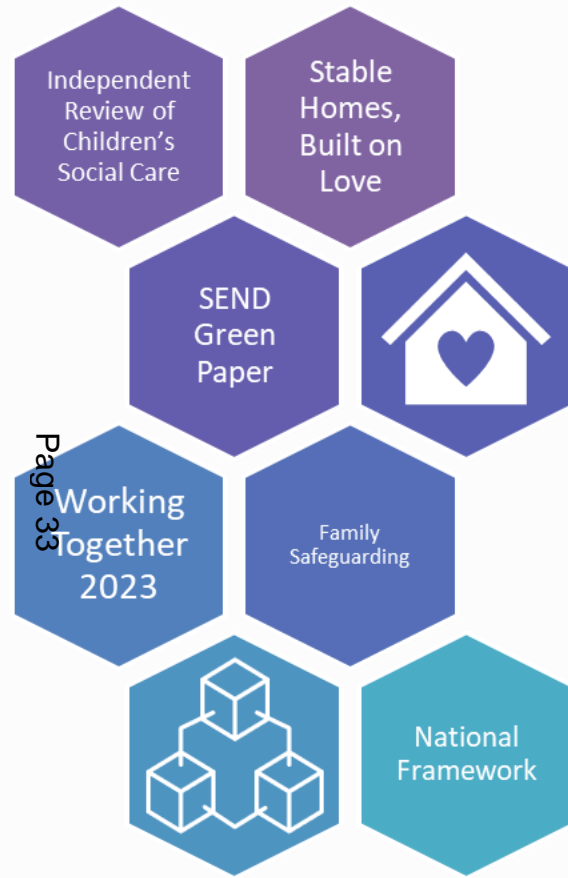 Independent
Review of
Children's
Social Care
Stable
Homes,
Built on
Love
SEND
Green
Paper
Page 33
Working
Together
2023
Family
Safeguarding
National
Framework